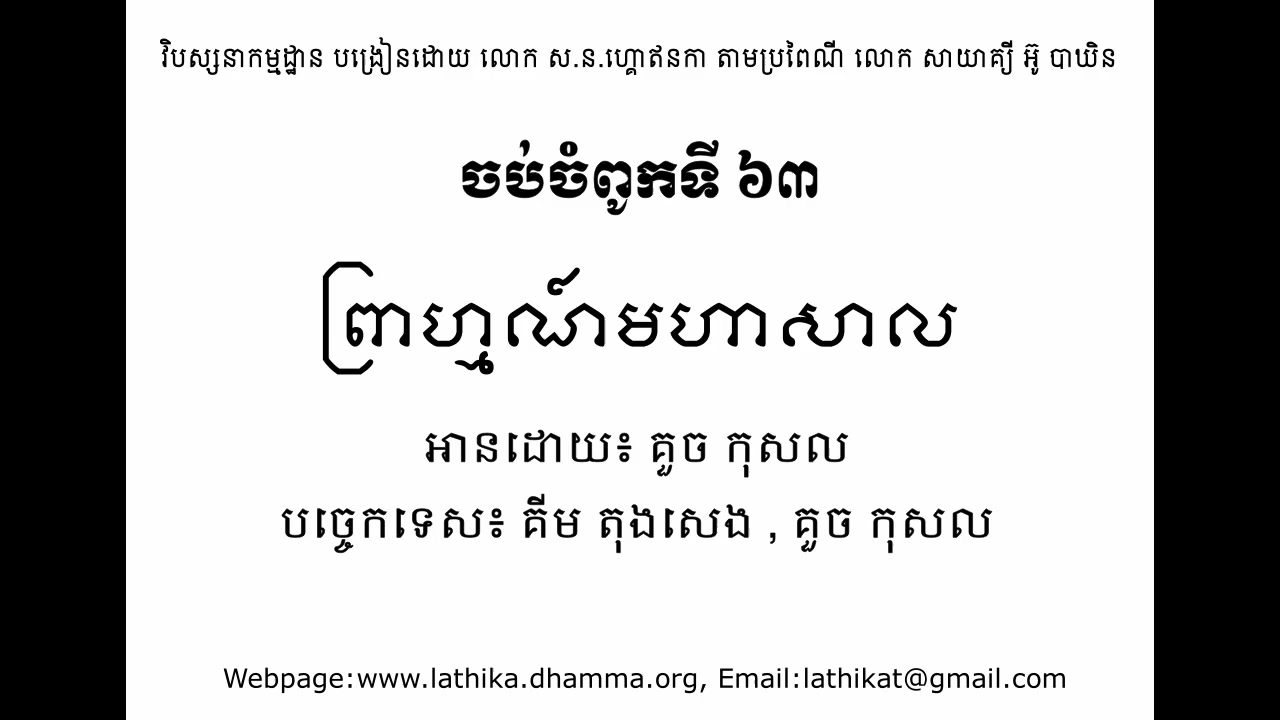 វិបស្សនាកម្មដ្ឋាន បង្រៀនដោយ លោក ស.ន.ហ្គោឥនកា តាមប្រពៃណី លោក សាយាគ្យី អ៊ូ បាឃិន
ចប់ចំពូកទី ៦៣
ព្រាហ្មណ៍មហាសាល
អានដោយ៖ គួច កុសល
បច្ចេកទេស៖ គីម តុងសេង , គួច កុសល
Webpage:www.lathika.dhamma.org, Email:lathikat@gmail.com